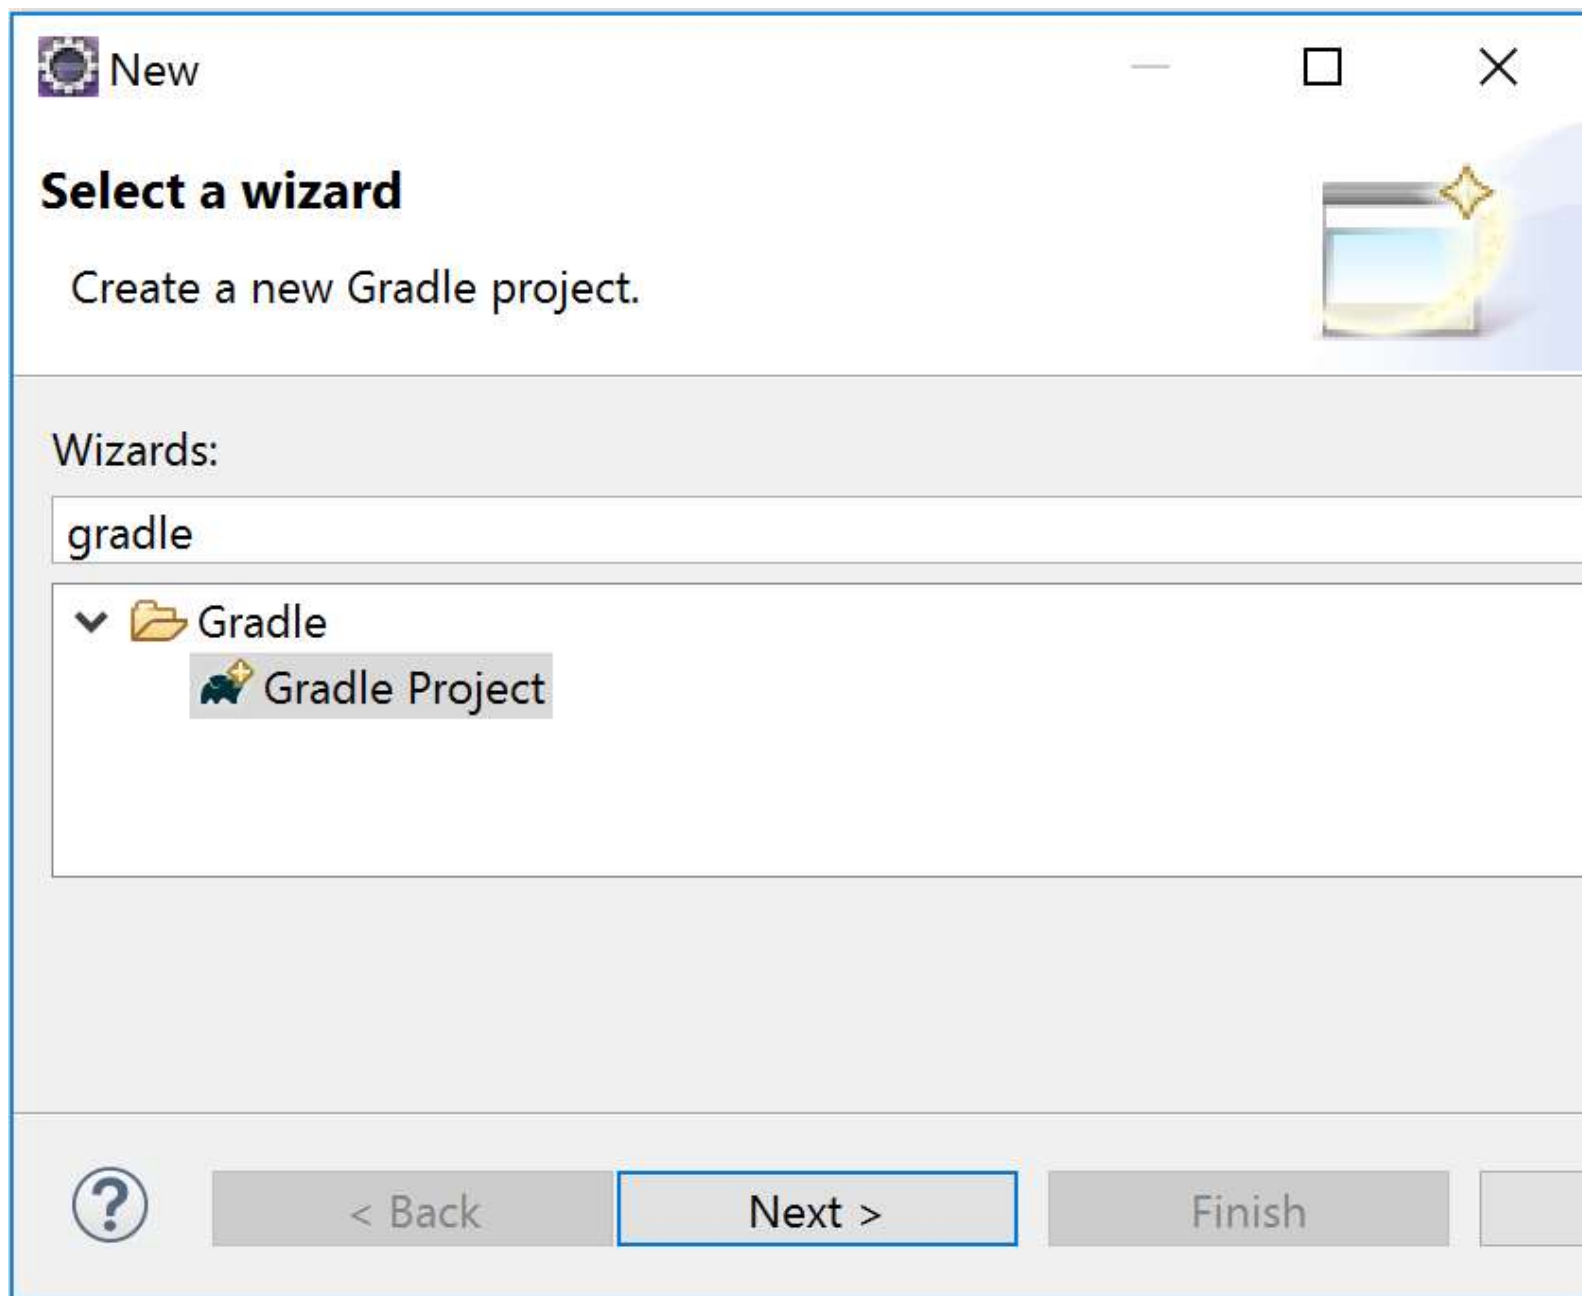 New
Select a wizard
Create a new Gradle project.
Wizards:
gradle
Gradle
Gradle Project
< Back Next > Finish